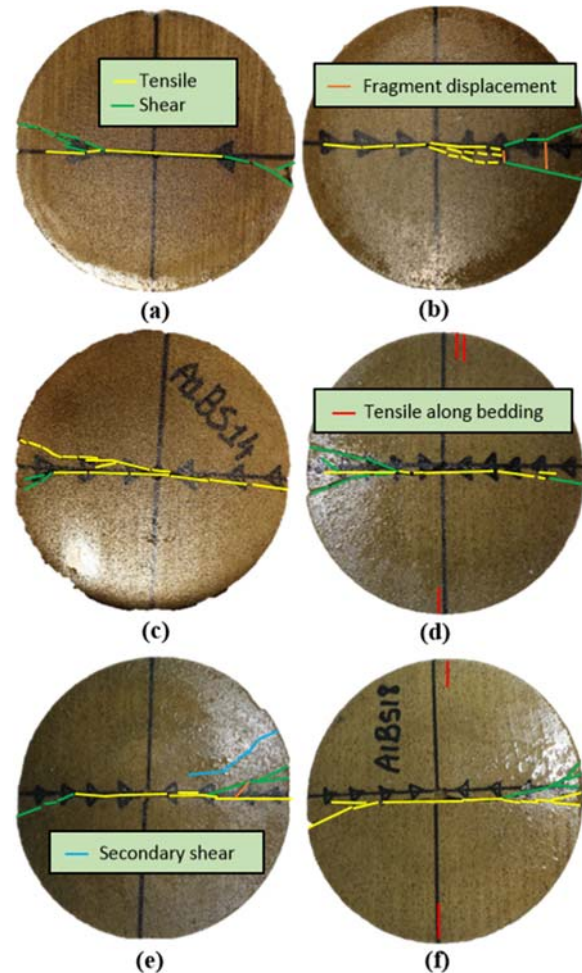 Tensile
Shear
Fragment displacement
(a)
(b)
A1BS14
Tensile along bedding
(c)
(d)
A1BS18
Secondary shear
(e)
(f)